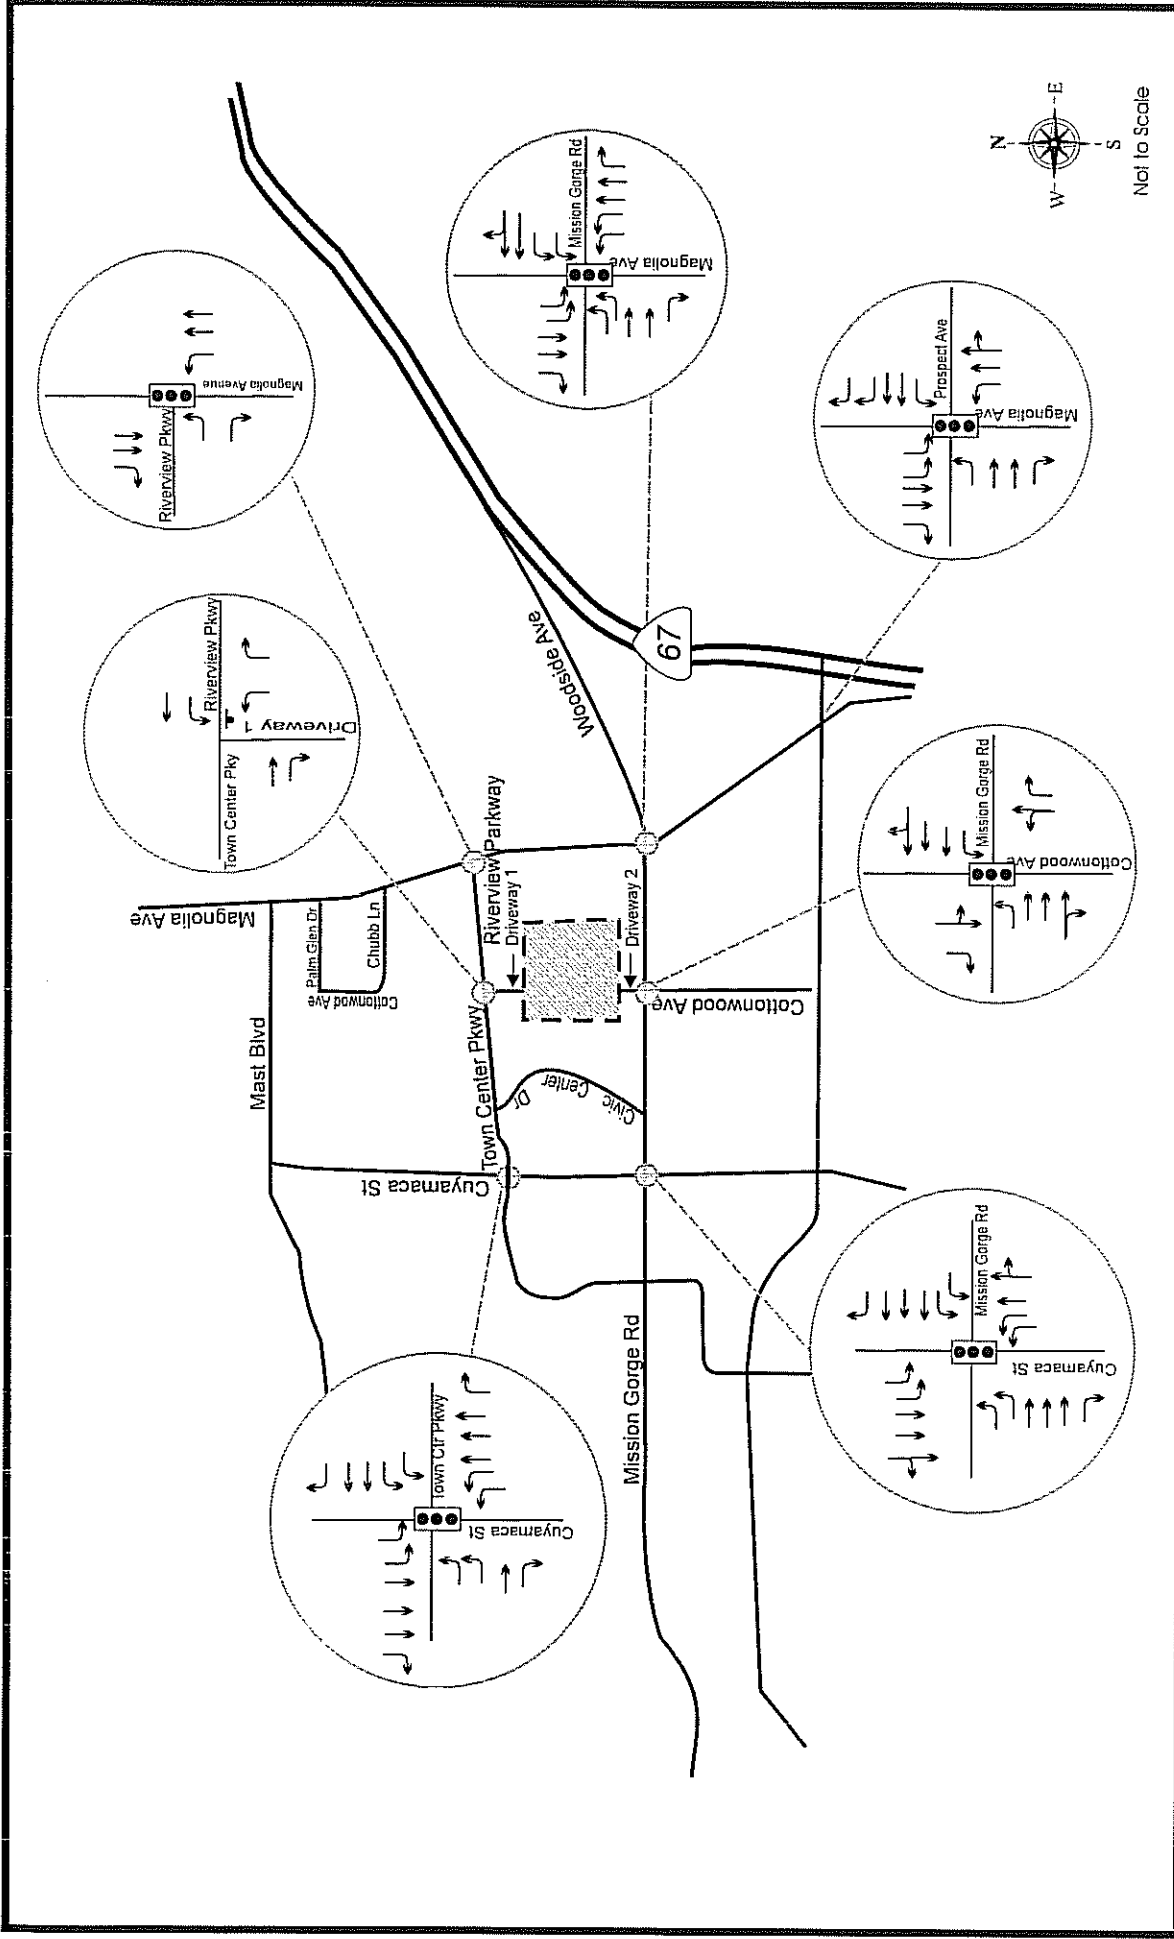 Magnolia Ave
Mast Blvd
Palm Glen Dr
Chubb Ln
Cottonwood Ave
Riverview Parkway
Driveway 1
Driveway 2
Town Center Pkwy
Cuyamaca St
Civic
Center
Dr
Mission Gorge Rd
Cottonwood Ave
Woodside Ave
67
Town Ctr Pkwy
Cuyamaca St
Town Center Pky
Riverview Pkwy
Driveway 1
Riverview Pkwy
Magnolia Avenue
Mission Gorge Rd
Magnolia Ave
Prospect Ave
Magnolia Ave
Mission Gorge Rd
Cottonwood Ave
Mission Gorge Rd
Cuyamaca St
N
W
E
S
Not to Scale